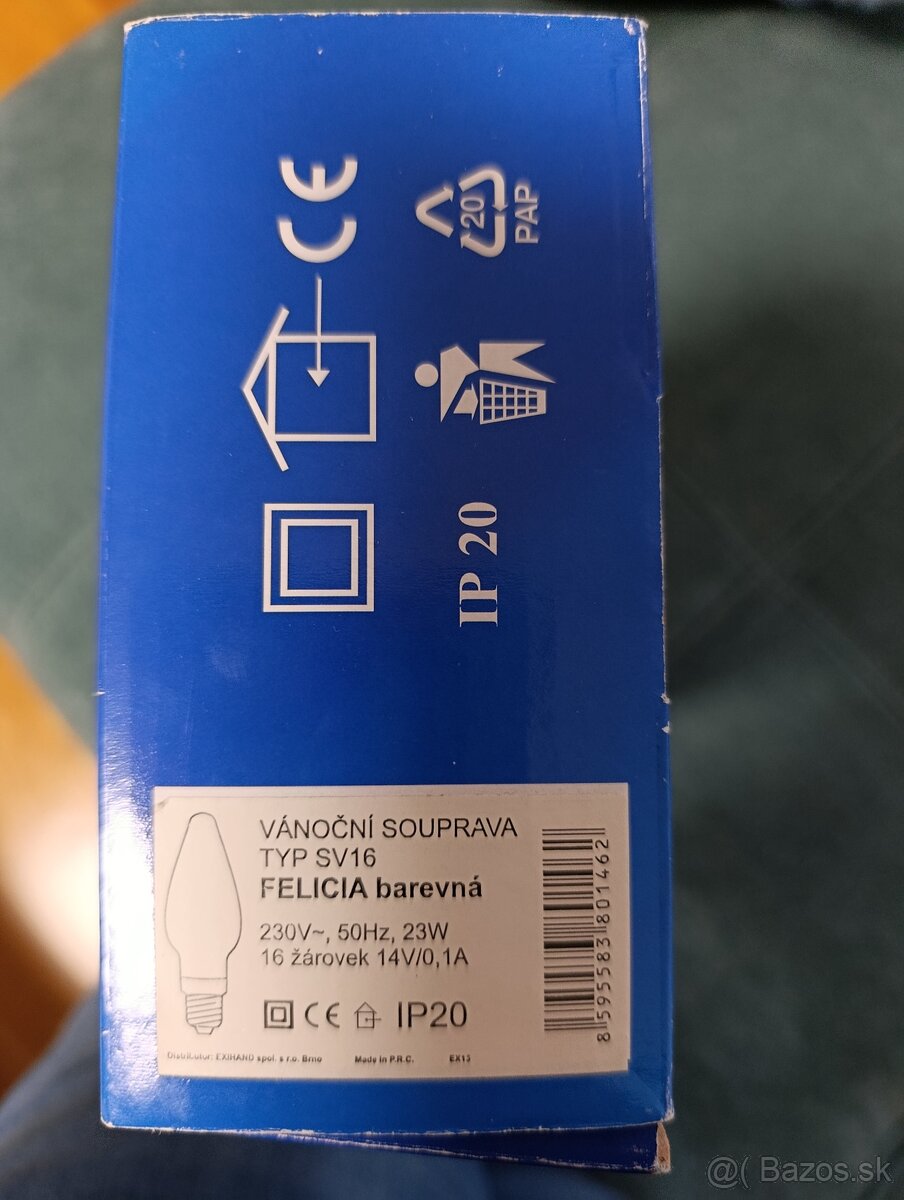 CE
20
PAP
IP 20
VÁNOČNÍ SOUPRAVA
TYP SV16
FELICIA barevná
230V~, 50Hz, 23W
16 žárovek 14V/0,1A
CE IP20
8 595583 801462
Distributor: EXIHAND spol. s r.o. Brno Made in P.R.C. EX13
@( Bazos.sk